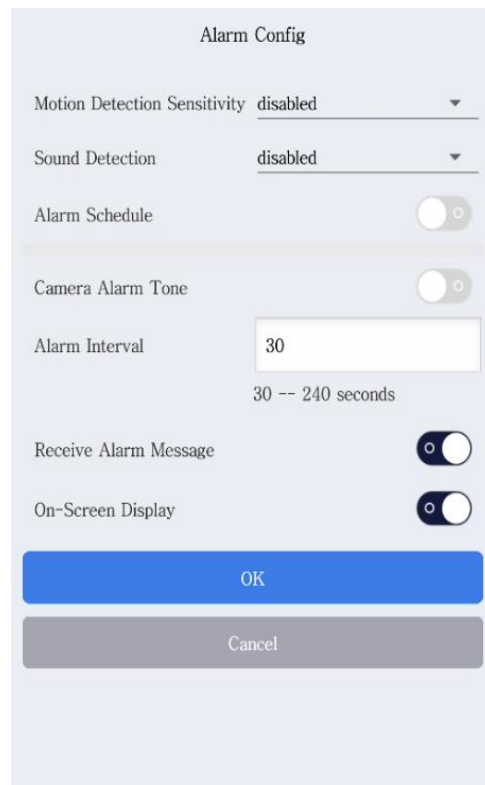 Alarm Config
Motion Detection Sensitivity disabled
Sound Detection disabled
Alarm Schedule
Camera Alarm Tone
Alarm Interval 30
30 -- 240 seconds
Receive Alarm Message
On-Screen Display
OK
Cancel